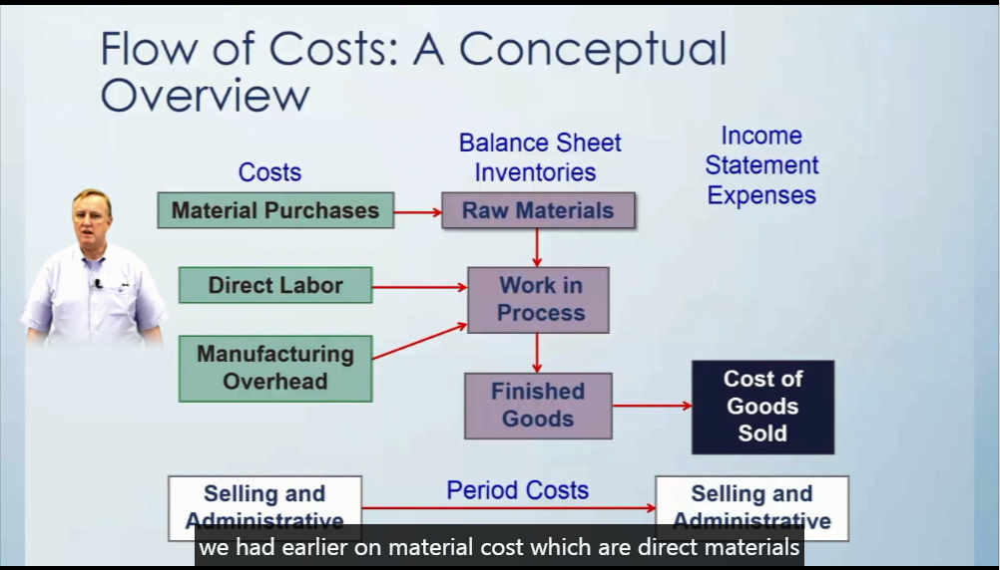 Flow of Costs: A Conceptual
Overview
Costs
Balance Sheet
Inventories
Income
Statement
Expenses
Material Purchases
Raw Materials
Direct Labor
Work in
Process
Manufacturing
Overhead
Finished
Goods
Cost of
Goods
Sold
Selling and
Administrative
Period Costs
Selling and
Administrative
we had earlier on material cost which are direct materials